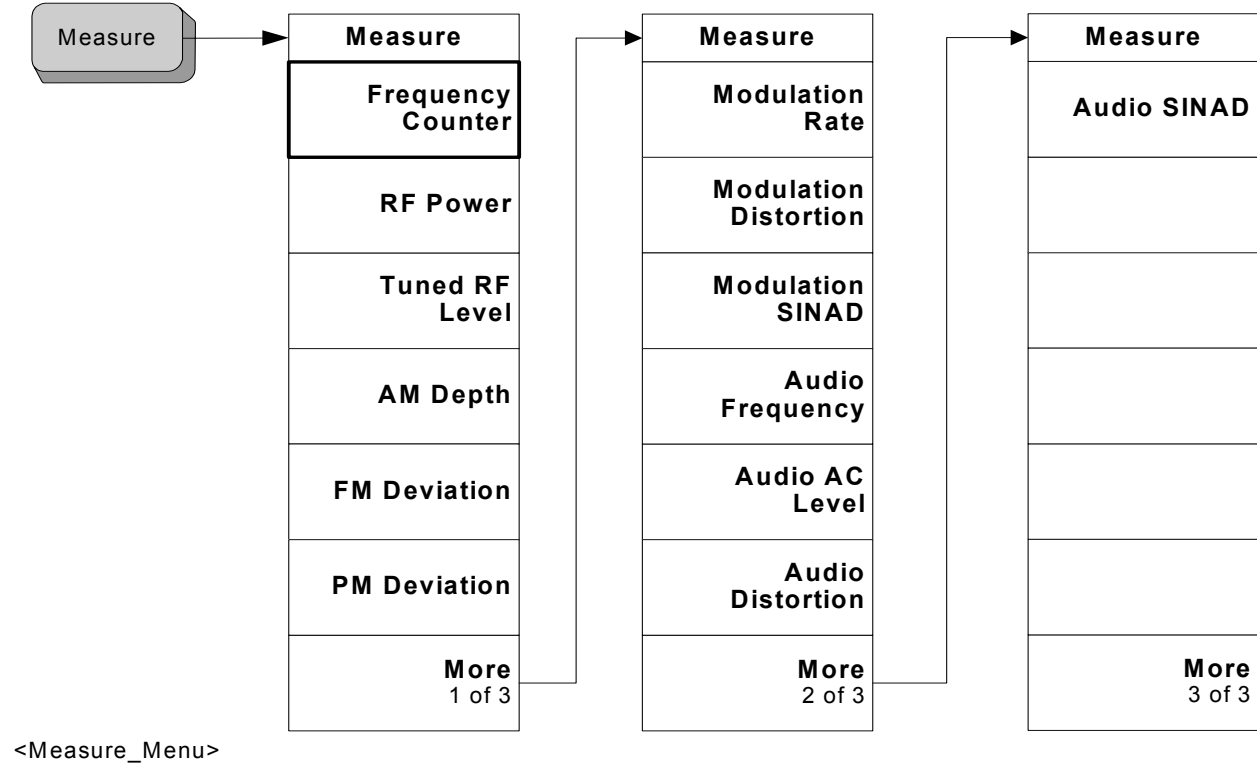 Measure
Measure
Frequency
Counter
RF Power
Tuned RF
Level
AM Depth
FM Deviation
PM Deviation
More
1 of 3
Measure
Modulation
Rate
Modulation
Distortion
Modulation
SINAD
Audio
Frequency
Audio AC
Level
Audio
Distortion
More
2 of 3
Measure
Audio SINAD
More
3 of 3
<Measure_Menu>